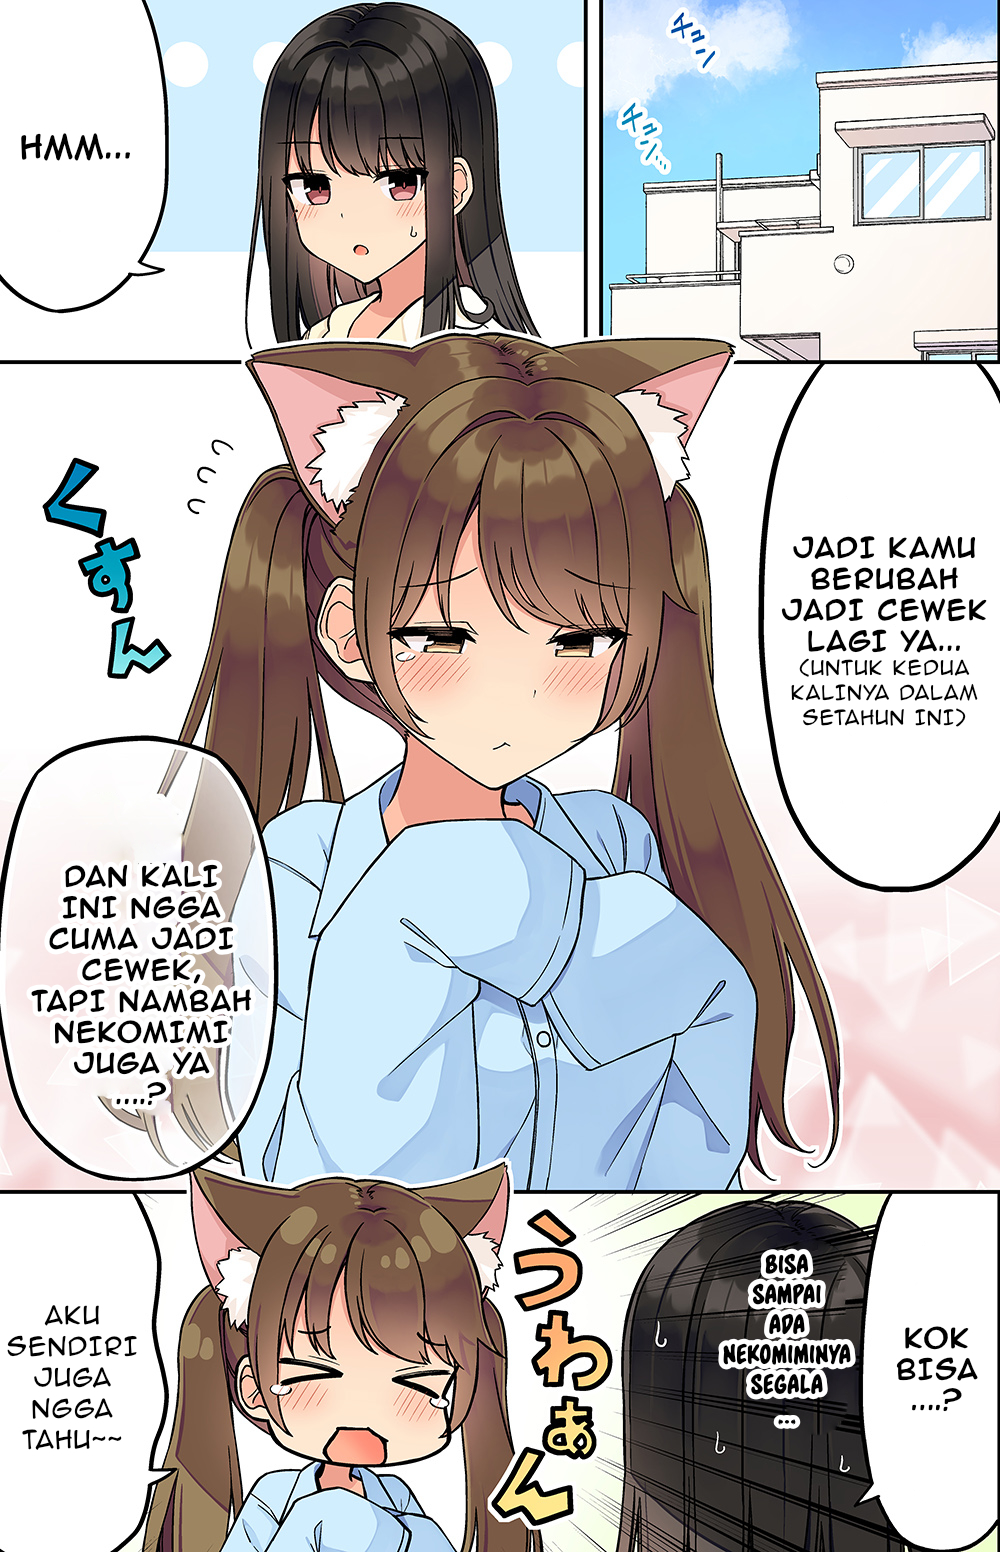 チュン
チュン…
HMM...
JADI KAMU
BERUBAH
JADI CEWEK
LAGI YA...
(UNTUK KEDUA
KALINYA DALAM
SETAHUN INI)
くすん
DAN KALI
INI NGGA
CUMA JADI
CEWEK,
TAPI NAMBAH
NEKOMIMI
JUGA YA
....?
KOK
BISA
....?
BISA
SAMPAI
ADA
NEKOMIMINYA
SEGALA
...
うわぁん
AKU
SENDIRI
JUGA
NGGA
TAHU~~